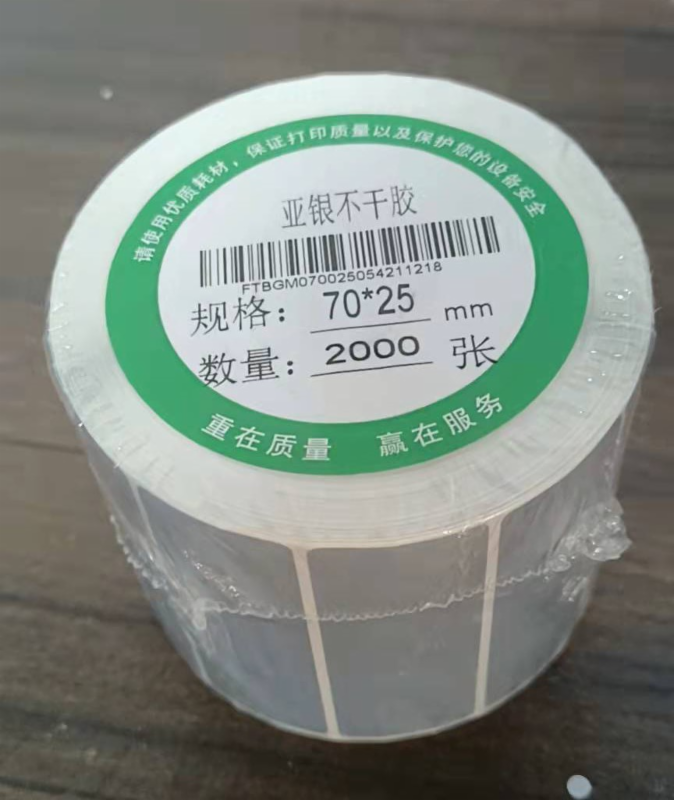 请使用优质耗材，保证打印质量以及保护您的设备安全
亚银不干胶
FTBGM070025054211218
规格：70*25 mm
数量：2000 张
重在质量 赢在服务